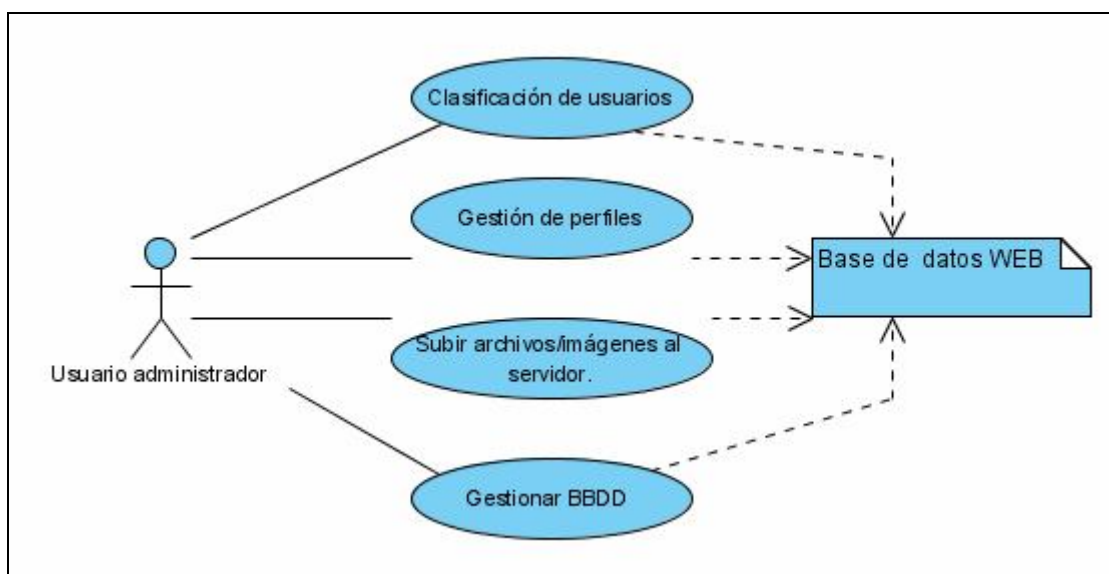 Clasificación de usuarios
Gestión de perfiles
Base de datos WEB
Subir archivos/imágenes al
servidor.
Usuario administrador
Gestionar BBDD